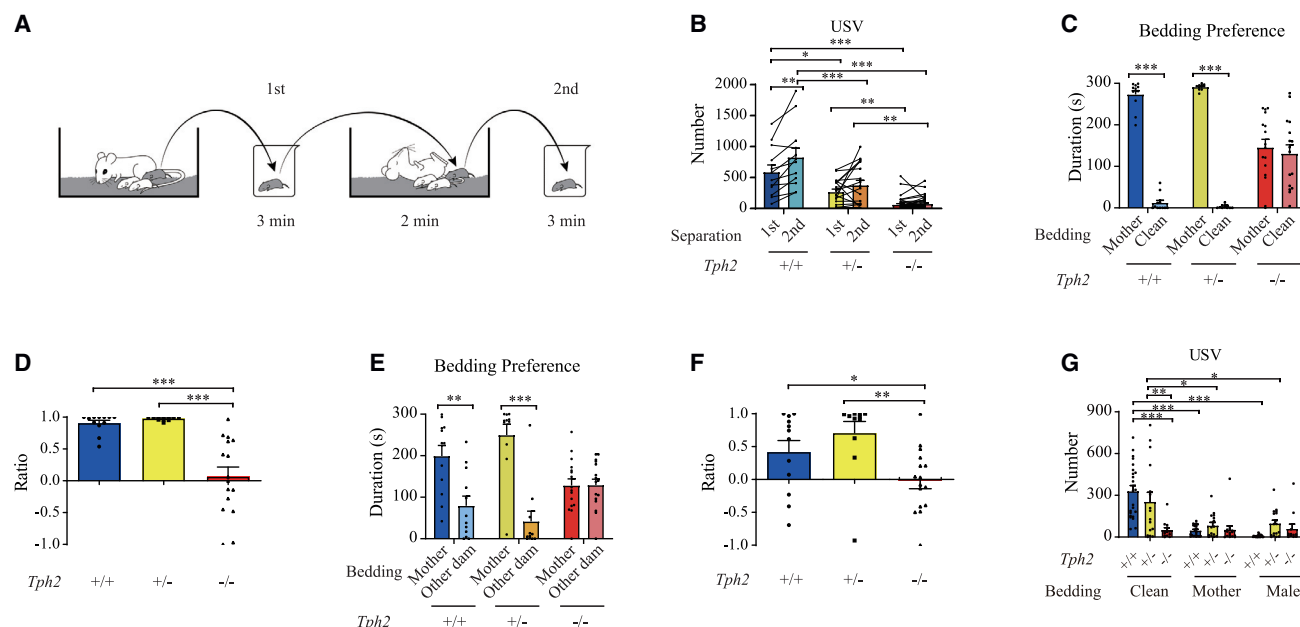 A
1st
2nd
3 min
2 min
3 min
B
USV
***
*
***
**
***
**
**
Number
2000
1500
1000
500
0
Separation
1st
2nd
1st
2nd
1st
2nd
Tph2
+/+
+/-
-/-
C
Bedding Preference
***
***
Duration (s)
300
200
100
0
Bedding
Mother
Clean
Mother
Clean
Mother
Clean
Tph2
+/+
+/-
-/-
D
***
***
Ratio
1.0
0.5
0.0
-0.5
-1.0
Tph2
+/+
+/-
-/-
E
Bedding Preference
**
***
Duration (s)
300
200
100
0
Bedding
Mother
Other dam
Mother
Other dam
Mother
Other dam
Tph2
+/+
+/-
-/-
F
*
**
Ratio
1.0
0.5
0.0
-0.5
-1.0
Tph2
+/+
+/-
-/-
G
USV
*
*
**
***
***
***
Number
900
600
300
0
Tph2
+/+
+/-
-/-
+/+
+/-
-/-
+/+
+/-
-/-
Bedding
Clean
Mother
Male